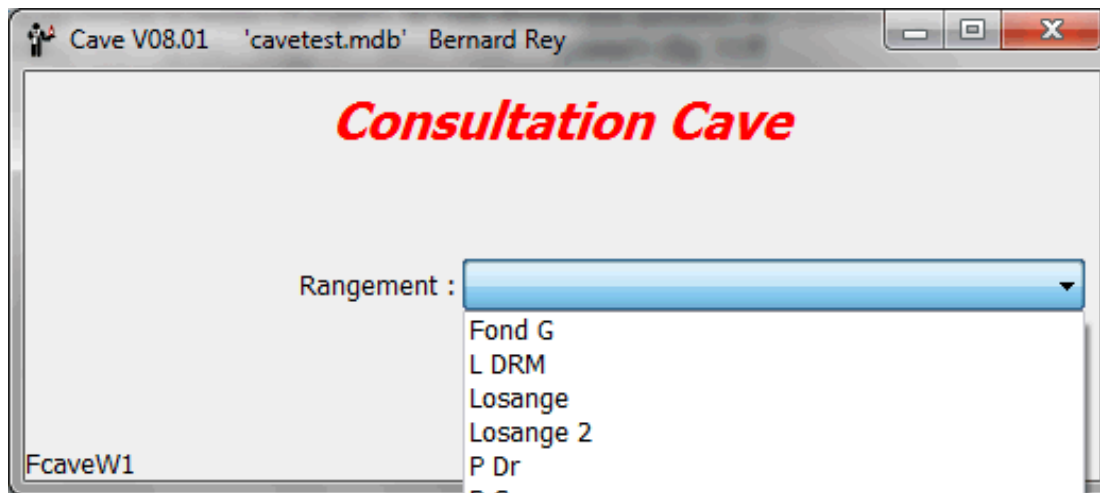 Cave V08.01 'cavetest.mdb' Bernard Rey
Consultation Cave
Rangement :
Fond G
L DRM
Losange
Losange 2
P Dr
FcaveW1